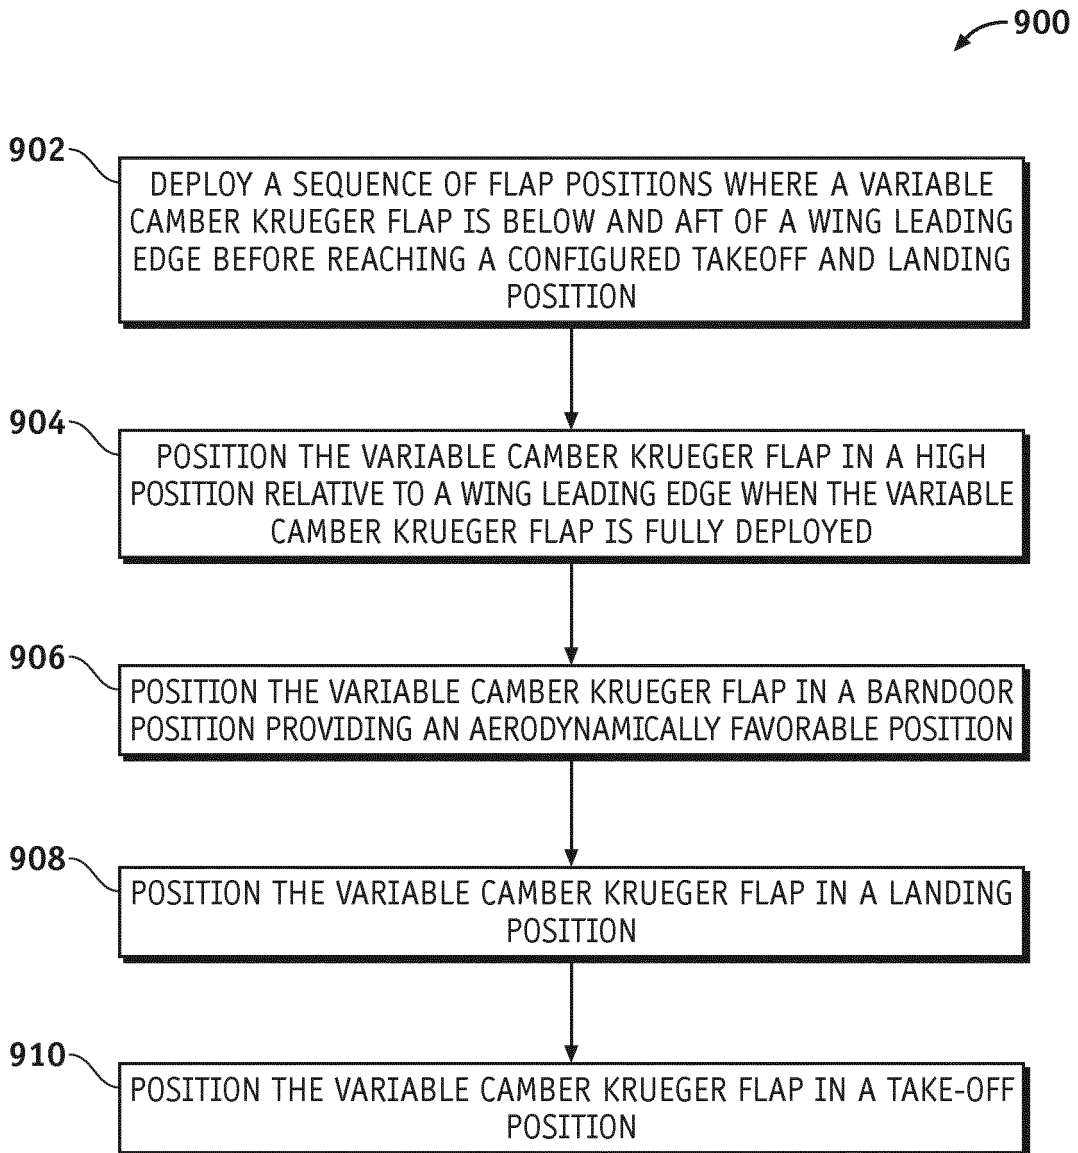 900
902
DEPLOY A SEQUENCE OF FLAP POSITIONS WHERE A VARIABLE
CAMBER KRUEGER FLAP IS BELOW AND AFT OF A WING LEADING
EDGE BEFORE REACHING A CONFIGURED TAKEOFF AND LANDING
POSITION
904
POSITION THE VARIABLE CAMBER KRUEGER FLAP IN A HIGH
POSITION RELATIVE TO A WING LEADING EDGE WHEN THE VARIABLE
CAMBER KRUEGER FLAP IS FULLY DEPLOYED
906
POSITION THE VARIABLE CAMBER KRUEGER FLAP IN A BARNDOOR
POSITION PROVIDING AN AERODYNAMICALLY FAVORABLE POSITION
908
POSITION THE VARIABLE CAMBER KRUEGER FLAP IN A LANDING
POSITION
910
POSITION THE VARIABLE CAMBER KRUEGER FLAP IN A TAKE-OFF
POSITION